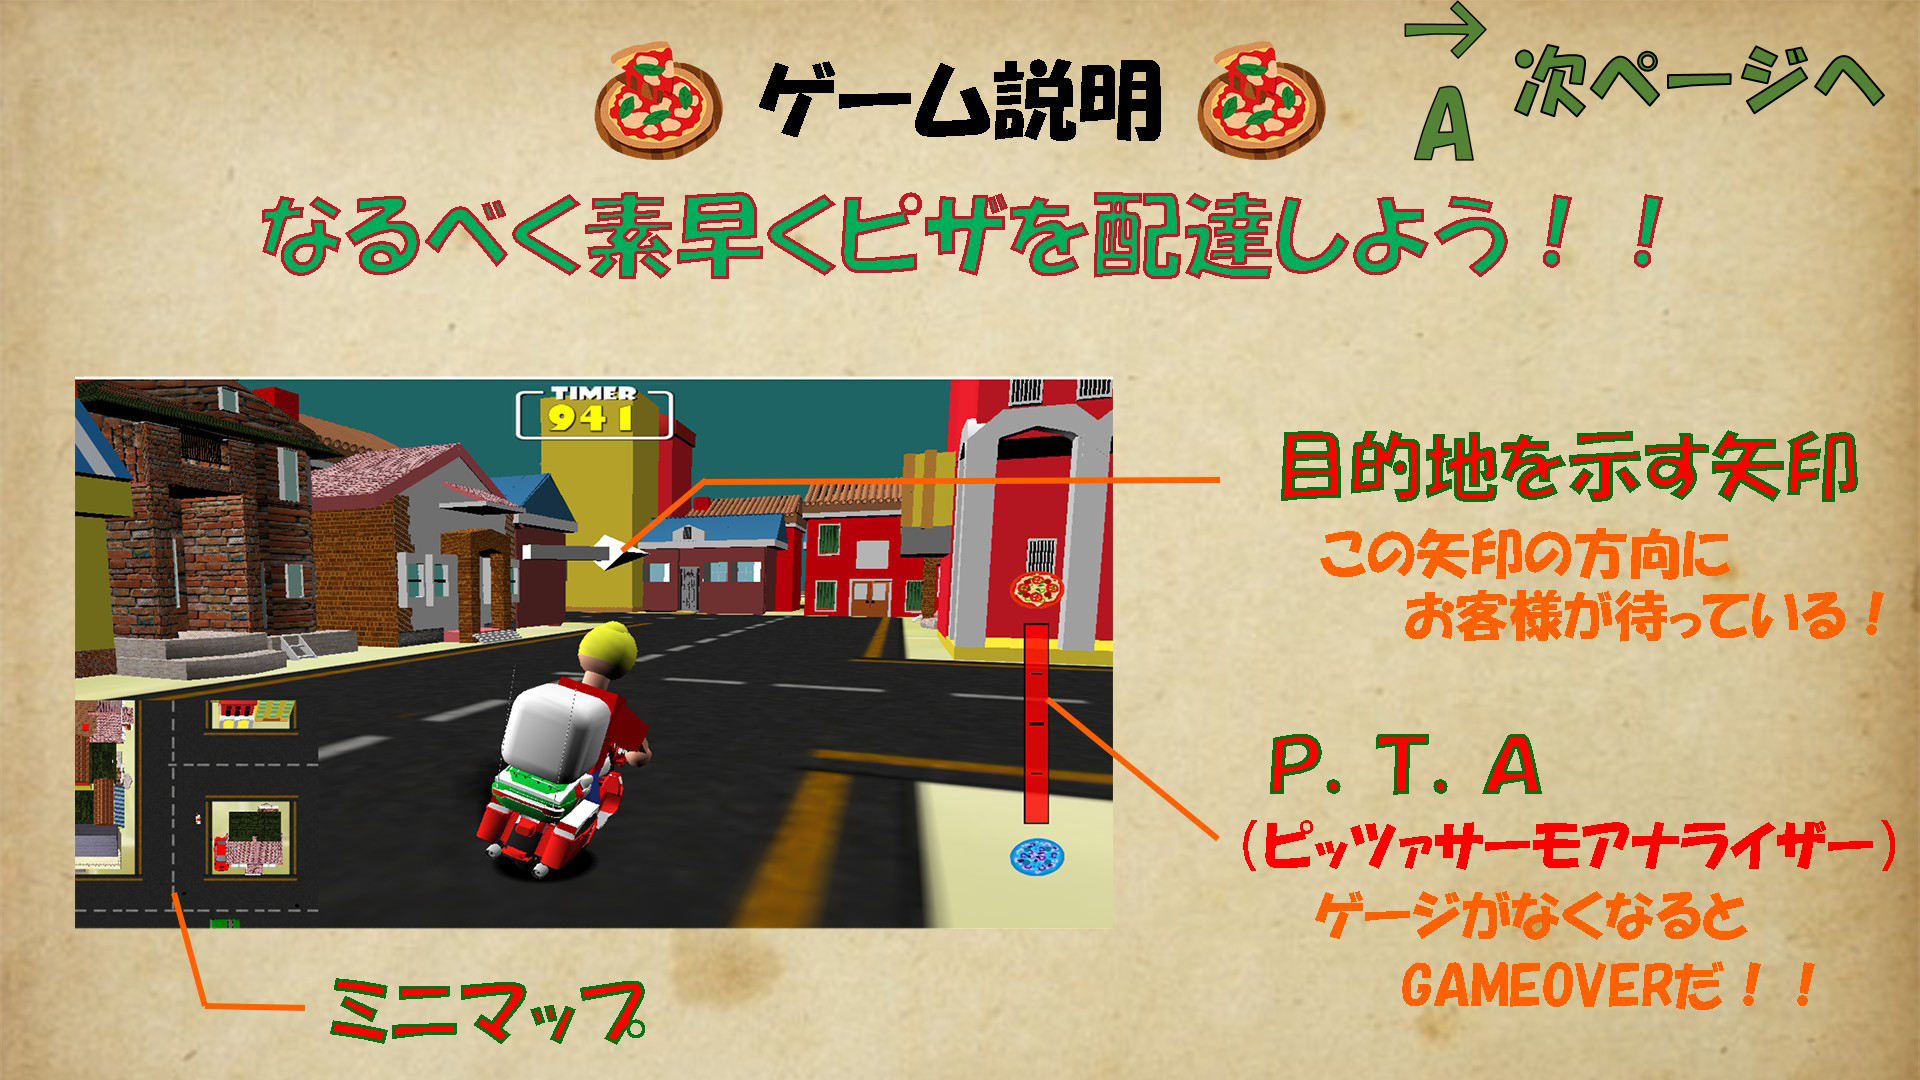 ゲーム説明
→
A
次ページへ
なるべく素早くピザを配達しよう！！
TIMER
941
目的地を示す矢印
この矢印の方向に
お客様が待っている！
P.T.A
（ピッツァサーモアナライザー）
ゲージがなくなると
GAMEOVERだ！！
ミニマップ